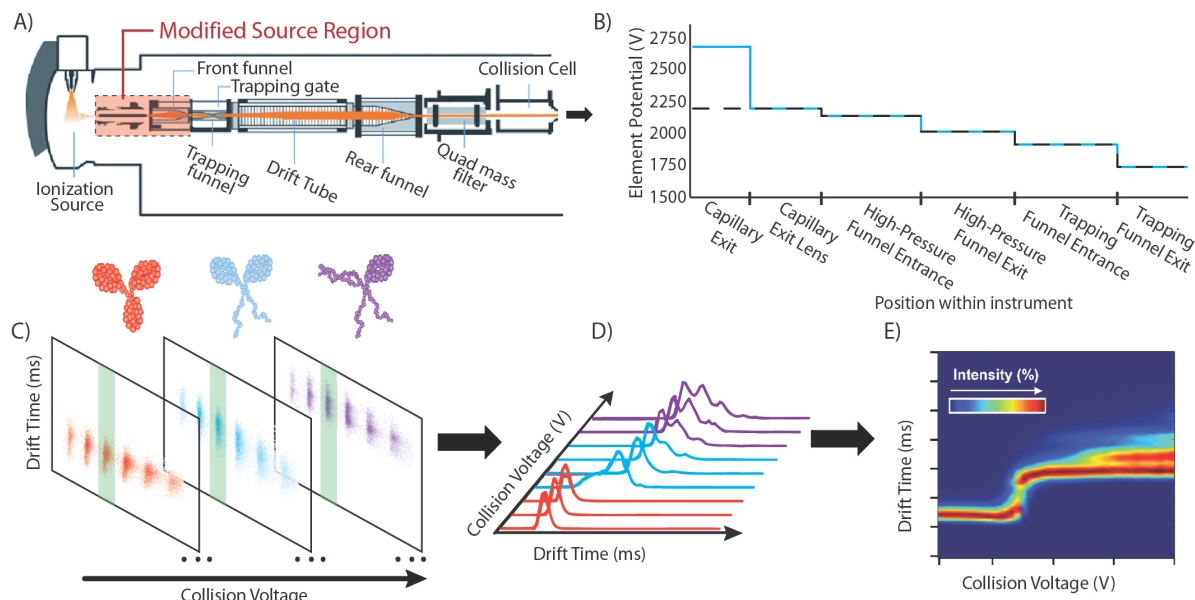 A)
Modified Source Region
Front funnel
Trapping gate
Collision Cell
Ionization
Source
Trapping
funnel
Drift Tube
Rear funnel
Quad mass
filter
B)
Element Potential (V)
2750
2500
2250
2000
1750
1500
Capillary
Exit
Capillary
Exit Lens
High-Pressure
Funnel Entrance
High-Pressure
Funnel Exit
Trapping
Funnel Entrance
Trapping
Funnel Exit
Position within instrument
C)
Drift Time (ms)
Collision Voltage
D)
Collision Voltage (V)
Drift Time (ms)
E)
Intensity (%)
Drift Time (ms)
Collision Voltage (V)